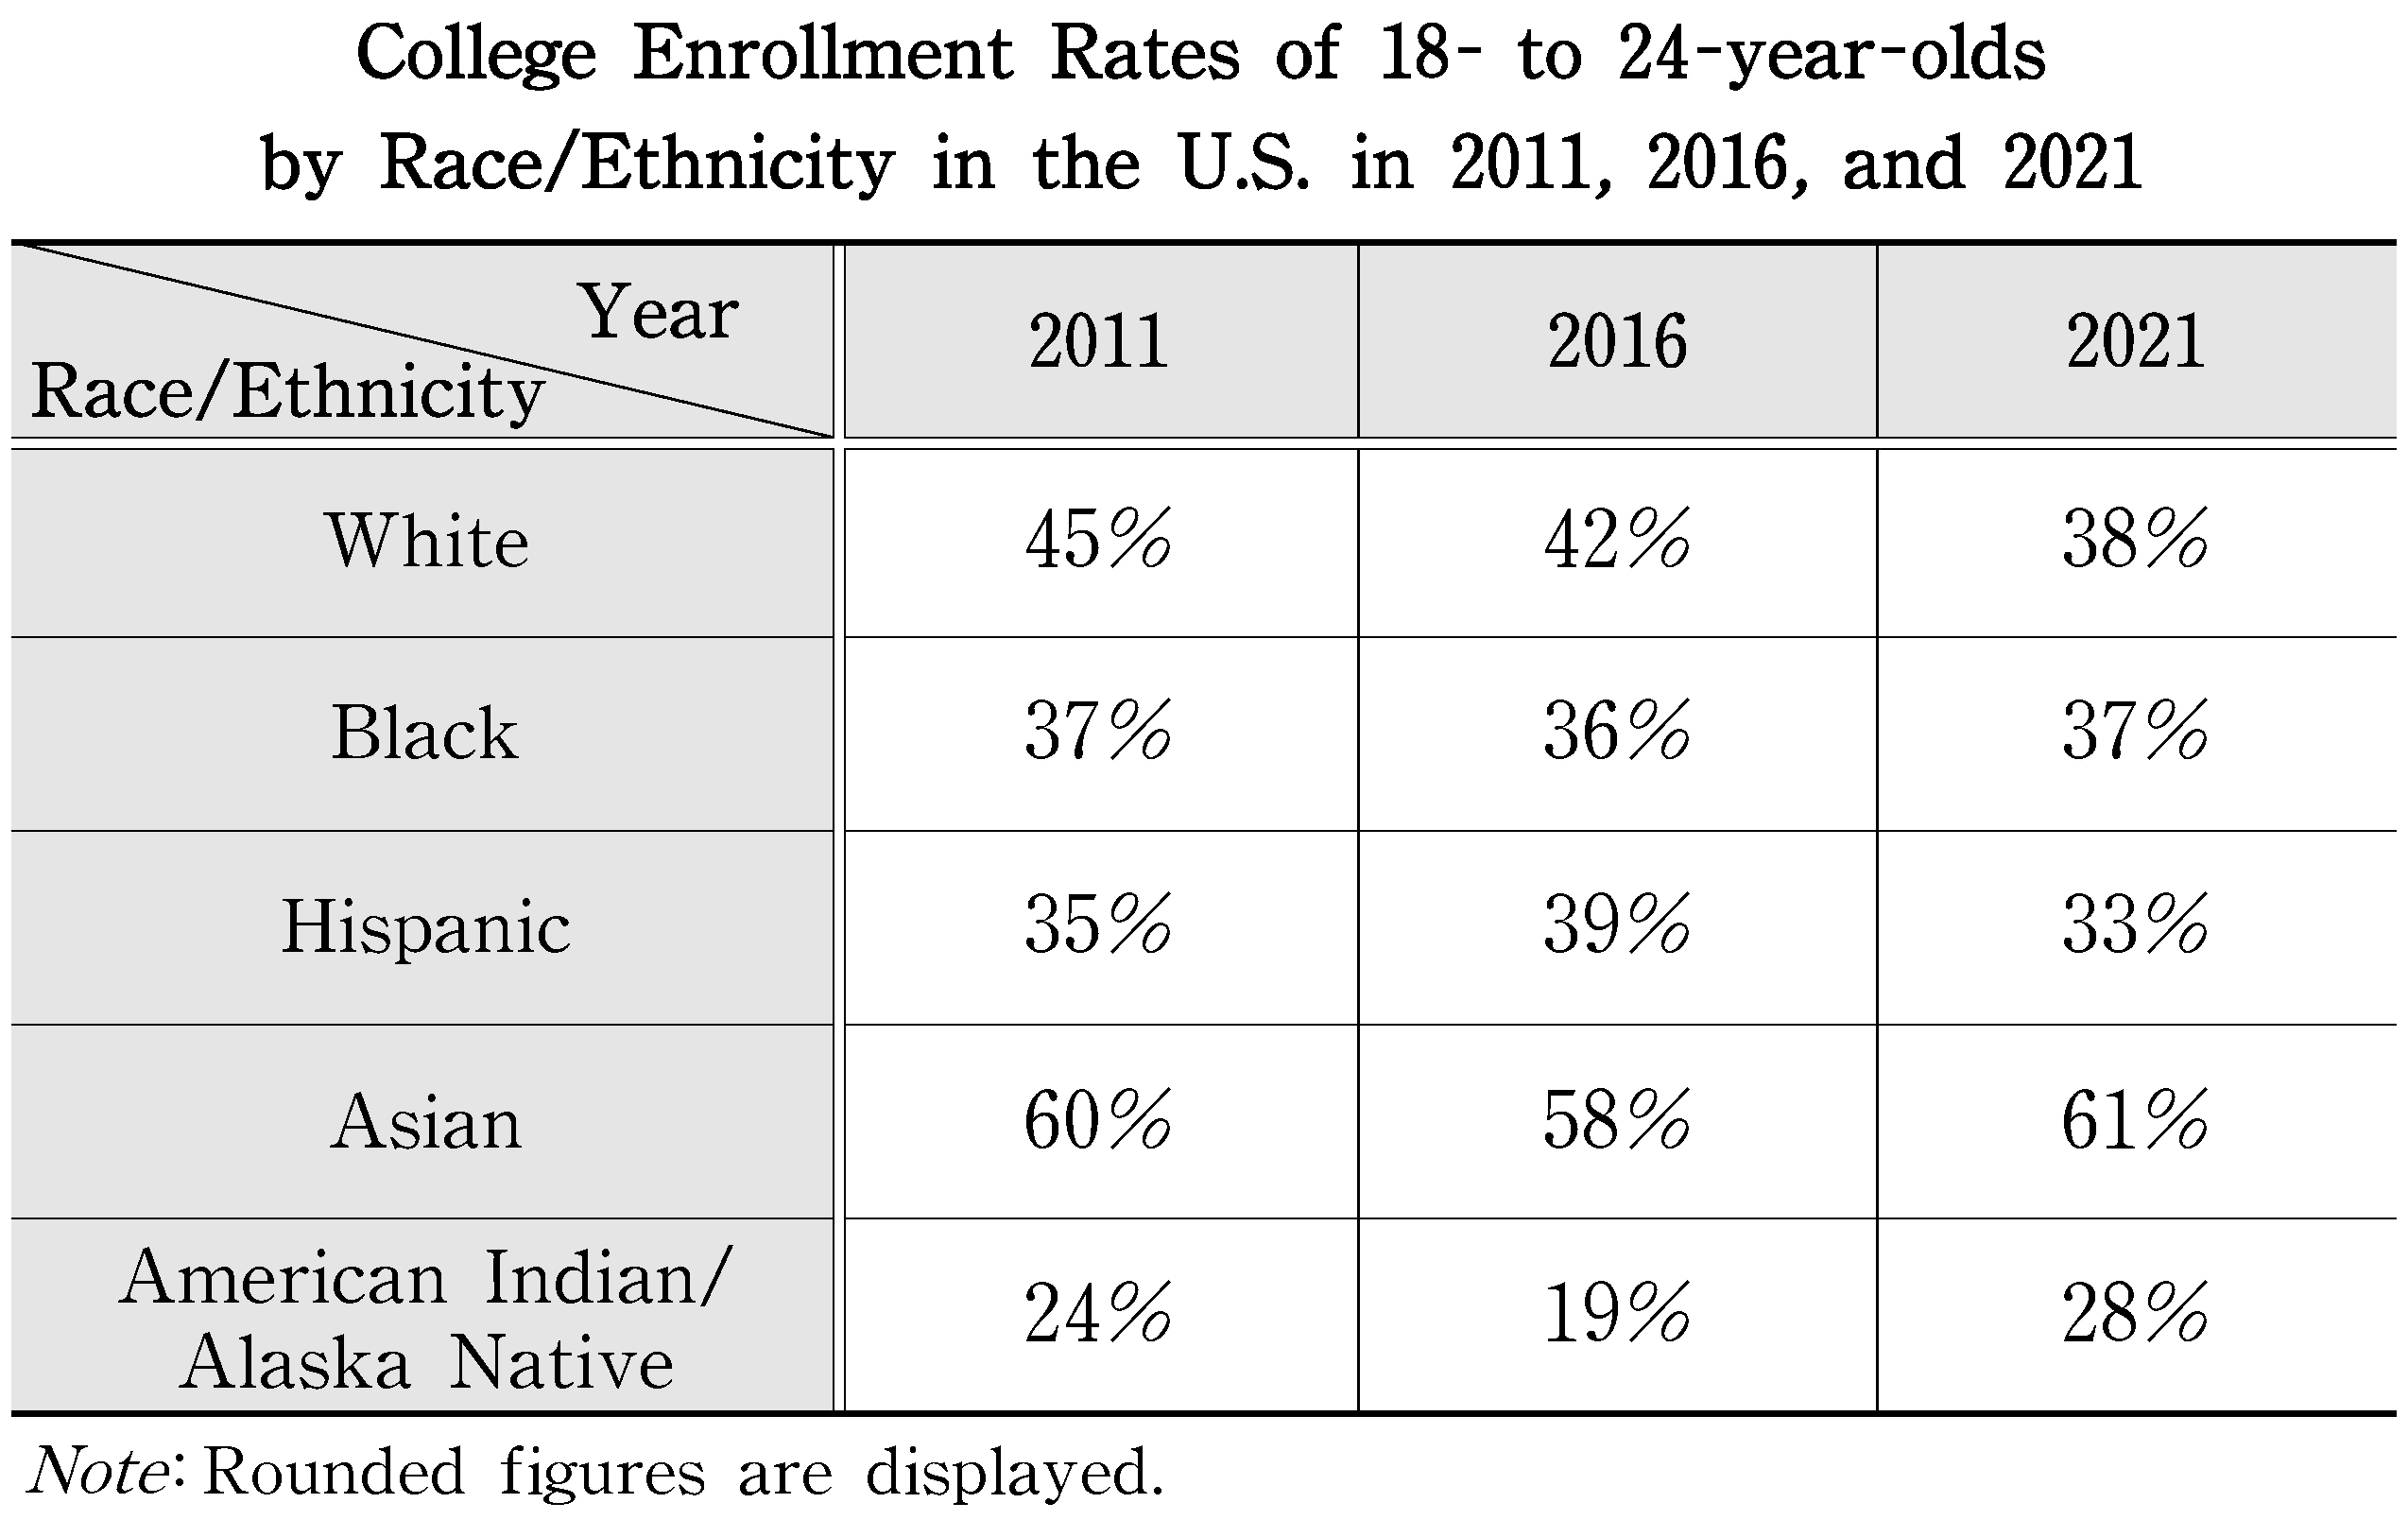 College Enrollment Rates of 18- to 24-year-olds
by Race/Ethnicity in the U.S. in 2011, 2016, and 2021
Year
Race/Ethnicity
2011 2016 2021
White 45% 42% 38%
Black 37% 36% 37%
Hispanic 35% 39% 33%
Asian 60% 58% 61%
American Indian/
Alaska Native 24% 19% 28%
Note: Rounded figures are displayed.